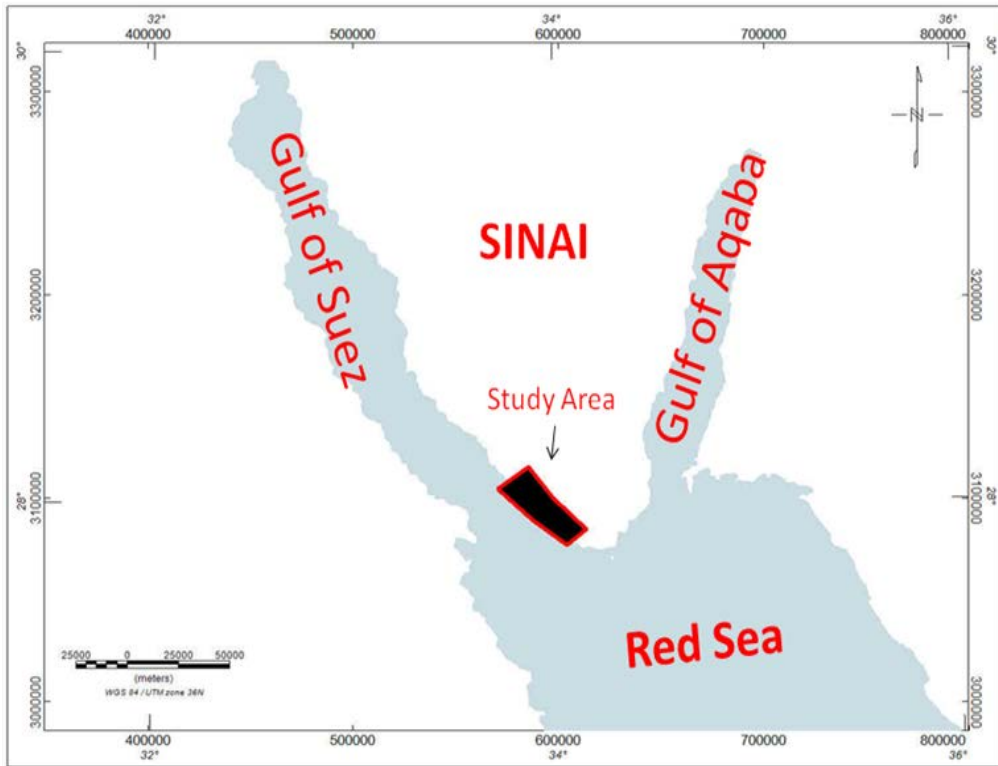 32° 34° 36°
400000 500000 600000 700000 800000
30° 30°
3300000 3300000
N
Gulf of Suez
Gulf of Aqaba
SINAI
3200000 3200000
Study Area
28° 3100000 3100000 28°
Red Sea
25000 0 25000 50000
(meters)
WGS 84 / UTM zone 36N
3000000 3000000
400000 500000 600000 700000 800000
32° 34° 36°